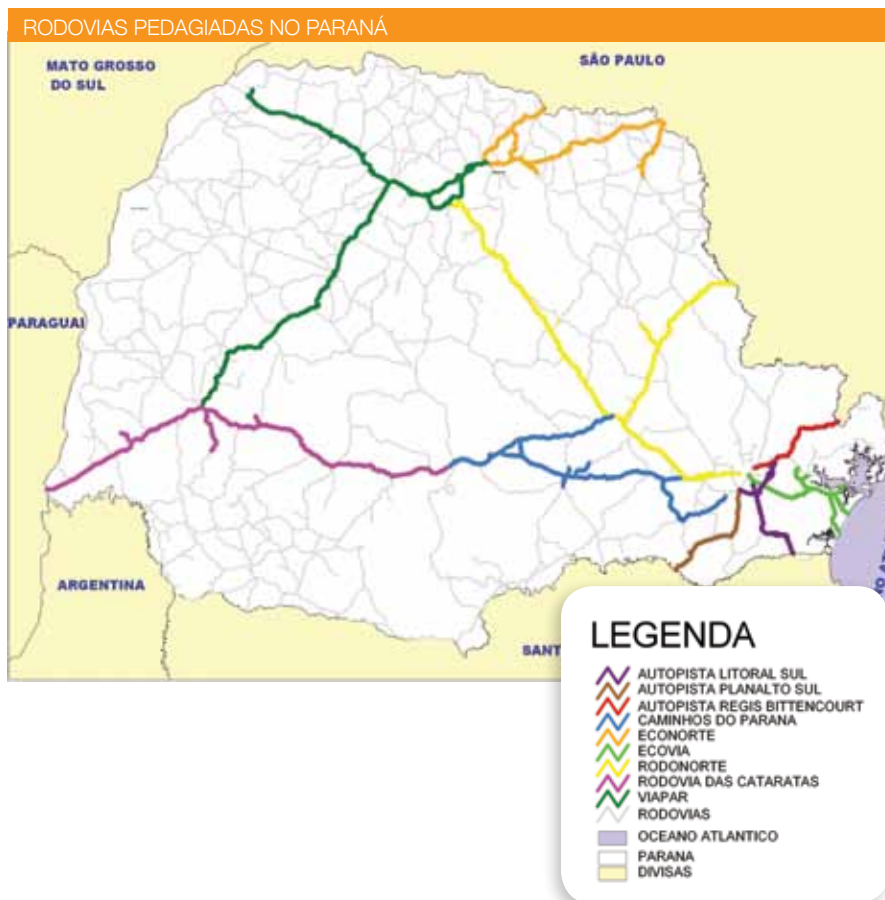 RODOVIAS PEDAGIADAS NO PARANÁ
MATO GROSSO
DO SUL
SÃO PAULO
PARAGUAI
ARGENTINA
SANT
LEGENDA
AUTOPISTA LITORAL SUL
AUTOPISTA PLANALTO SUL
AUTOPISTA REGIS BITTENCOURT
CAMINHOS DO PARANA
ECONORTE
ECOVIA
RODONORTE
RODOVIA DAS CATARATAS
VIAPAR
RODOVIAS
OCEANO ATLANTICO
PARANA
DIVISAS